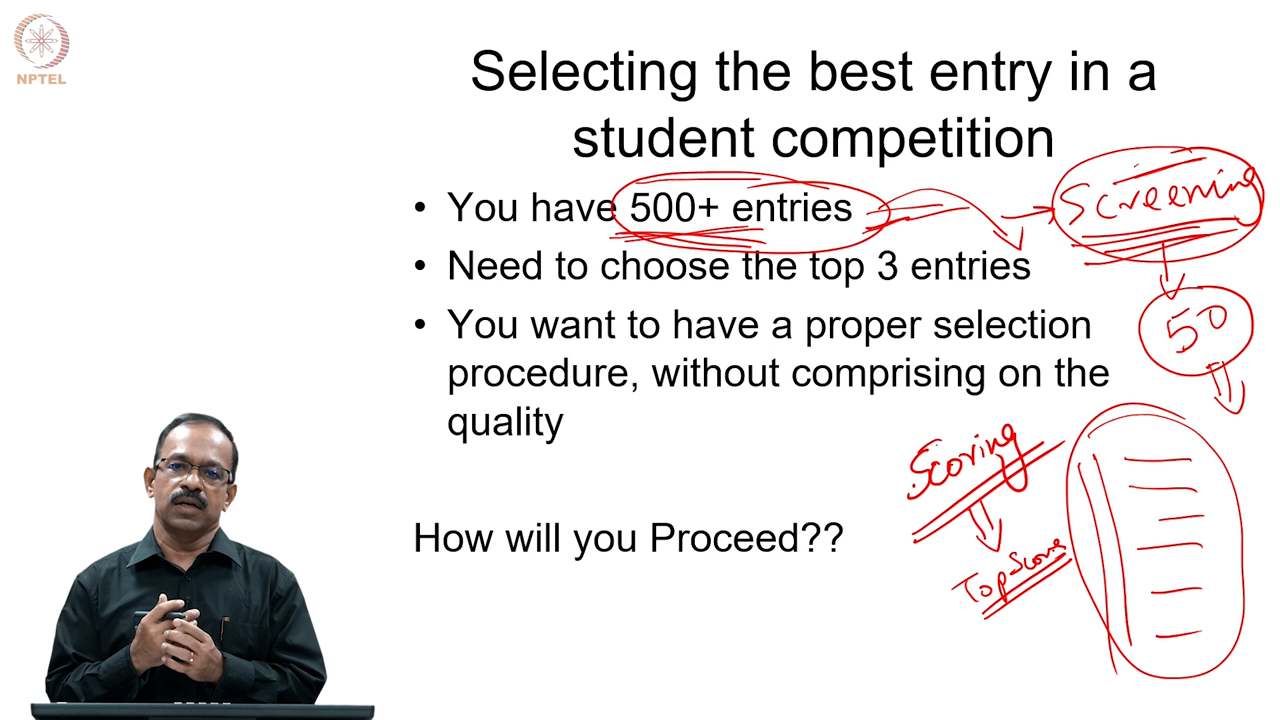 NPTEL
Selecting the best entry in a
student competition
• You have 500+ entries
Screening
• Need to choose the top 3 entries
• You want to have a proper selection
50
procedure, without comprising on the
quality
Scoring
How will you Proceed??
Top Score